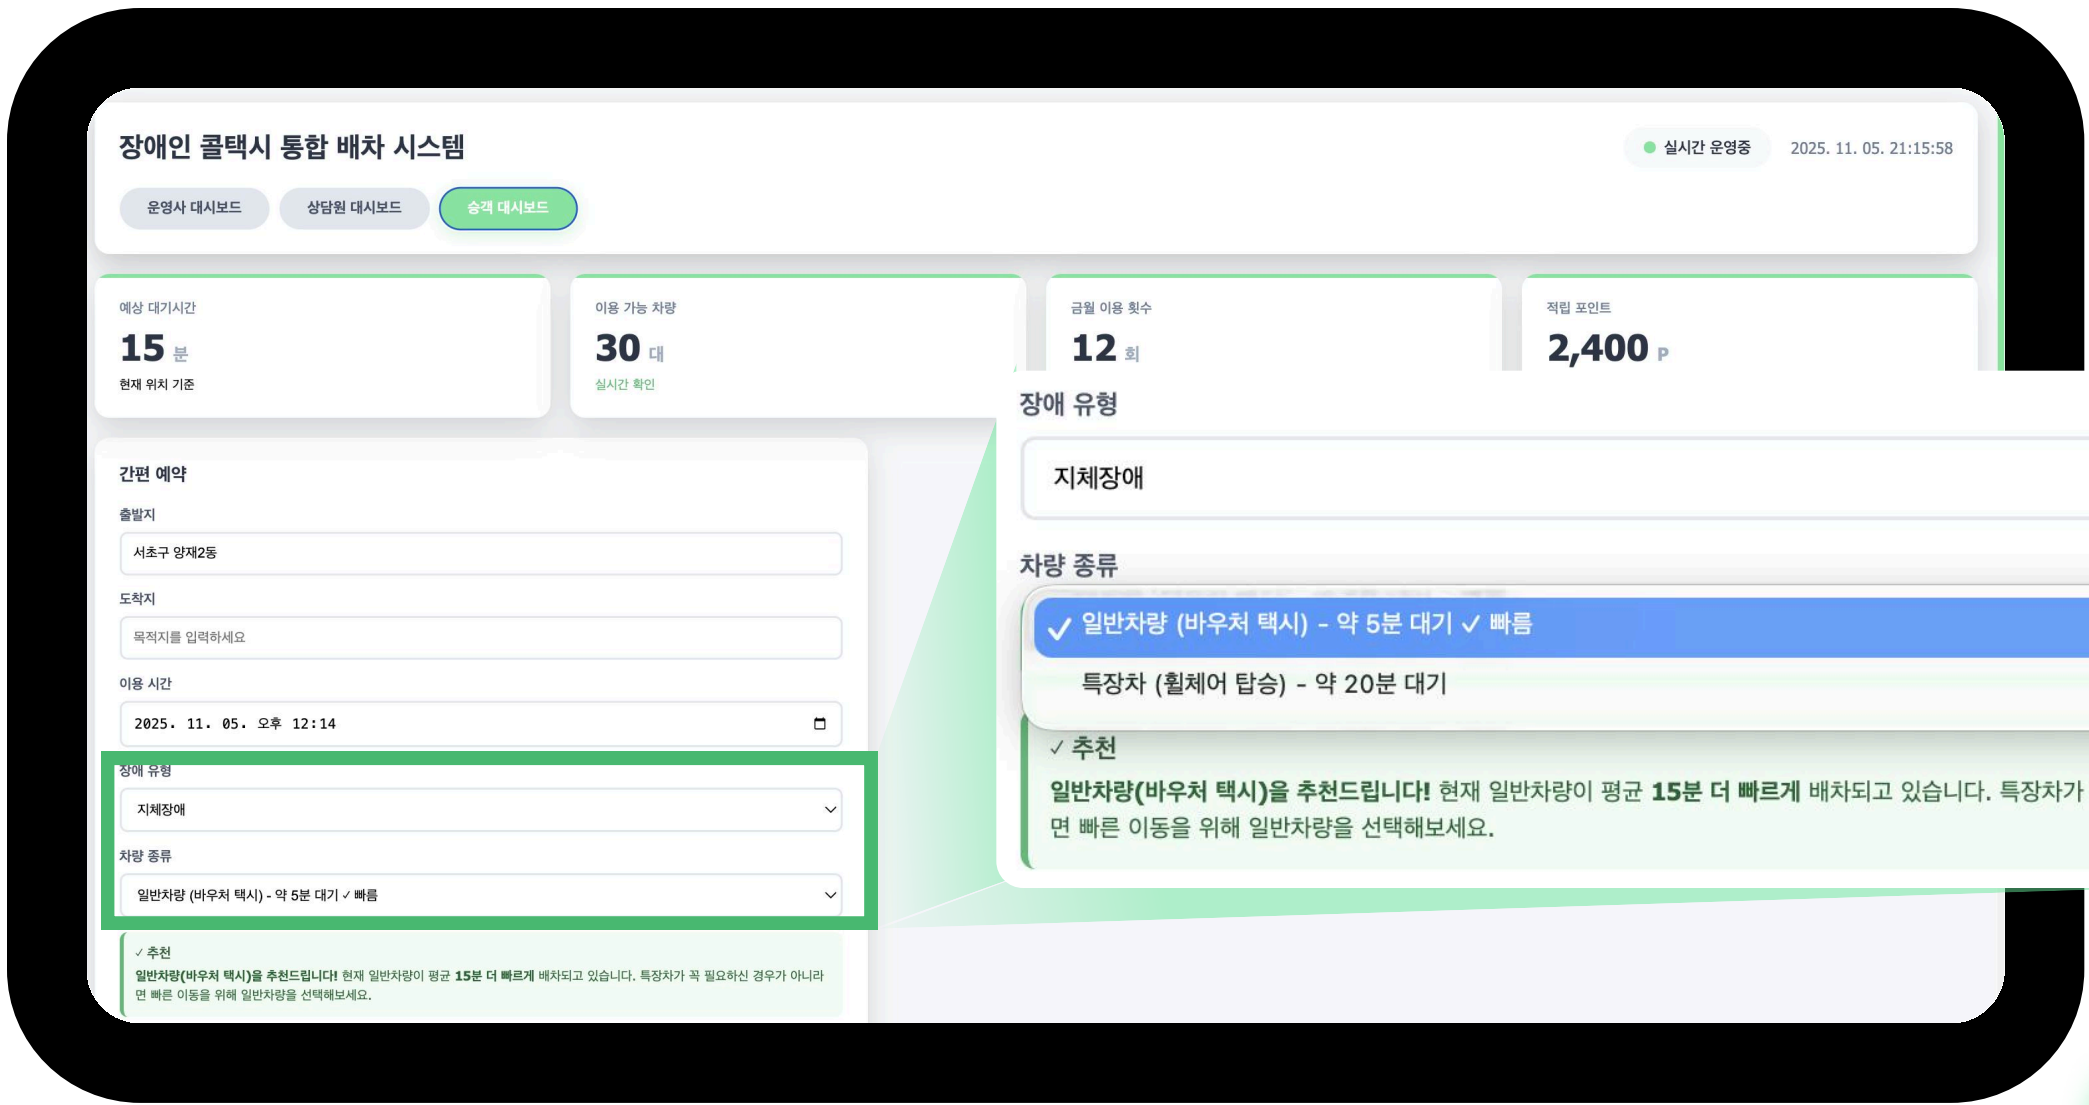 장애인 콜택시 통합 배차 시스템
실시간 운영중
2025. 11. 05. 21:15:58
운영사 대시보드
상담원 대시보드
승객 대시보드
예상 대기시간
15 분
현재 위치 기준
이용 가능 차량
30 대
실시간 확인
금월 이용 횟수
12 회
적립 포인트
2,400 P
간편 예약
출발지
서초구 양재2동
도착지
목적지를 입력하세요
이용 시간
2025. 11. 05. 오후 12:14
장애 유형
지체장애
차량 종류
일반차량 (바우처 택시) - 약 5분 대기 ✓ 빠름
✓ 추천
일반차량(바우처 택시)을 추천드립니다! 현재 일반차량이 평균 15분 더 빠르게 배차되고 있습니다. 특장차가 꼭 필요하신 경우가 아니라
면 빠른 이동을 위해 일반차량을 선택해보세요.
장애 유형
지체장애
차량 종류
✓ 일반차량 (바우처 택시) - 약 5분 대기 ✓ 빠름
특장차 (휠체어 탑승) - 약 20분 대기
✓ 추천
일반차량(바우처 택시)을 추천드립니다! 현재 일반차량이 평균 15분 더 빠르게 배차되고 있습니다. 특장차가
면 빠른 이동을 위해 일반차량을 선택해보세요.